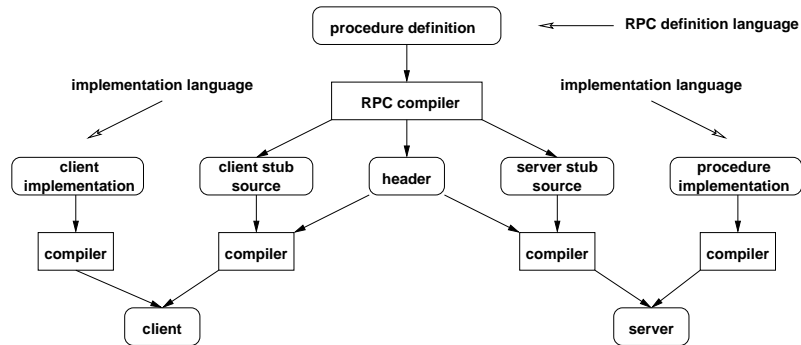 procedure definition
RPC definition language
implementation language
implementation language
RPC compiler
client
implementation
client stub
source
header
server stub
source
procedure
implementation
compiler
compiler
compiler
compiler
client
server